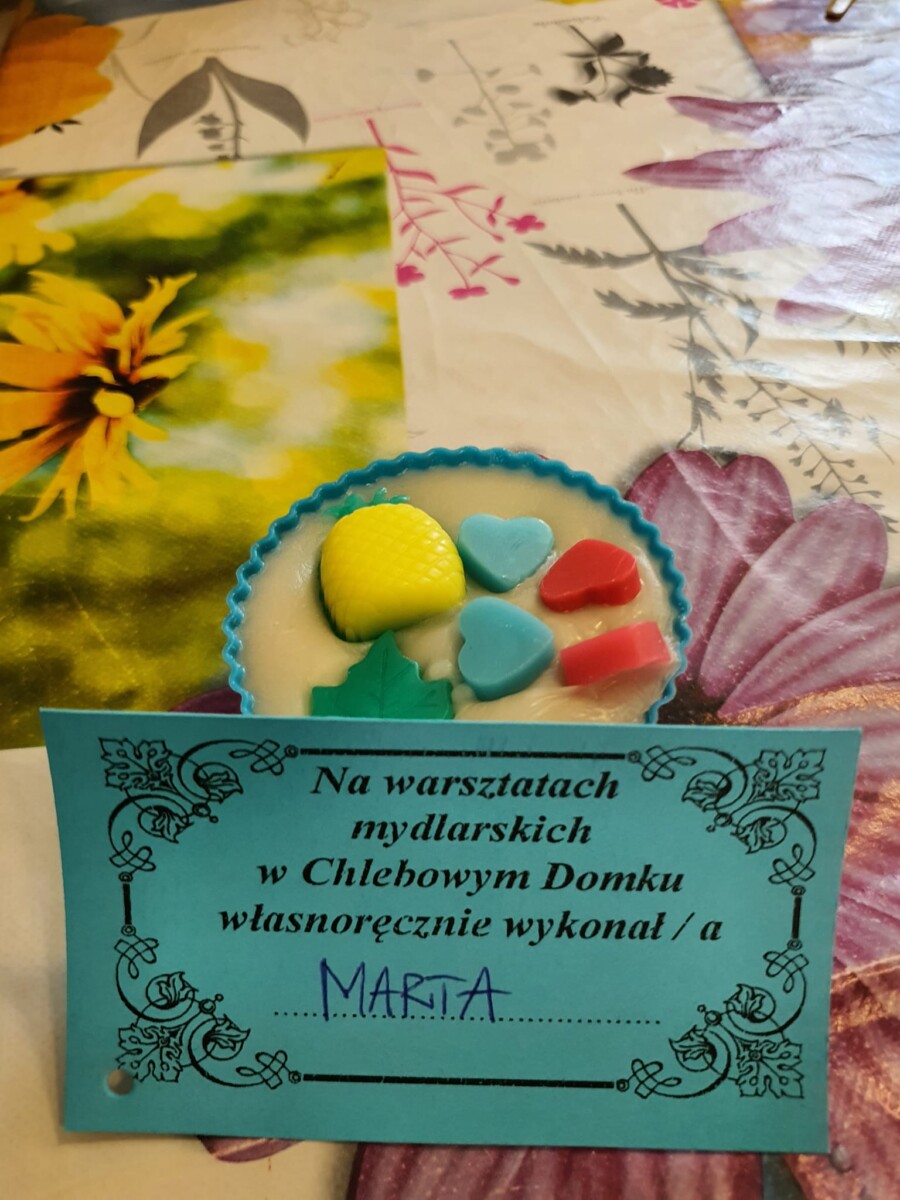 Na warsztatach
mydlarskich
w Chlebowym Domku
własnoręcznie wykonał / a
MARTA